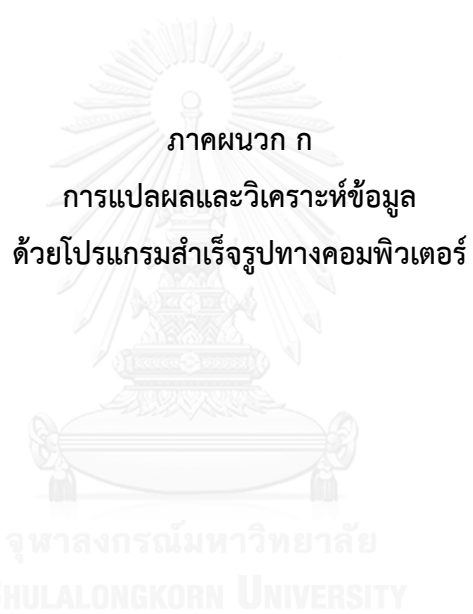 ภาคผนวก ก
การแปลผลและวิเคราะห์ข้อมูล
ด้วยโปรแกรมสำเร็จรูปทางคอมพิวเตอร์
จุฬาลงกรณ์มหาวิทยาลัย
HULALONGKORN UNIVERSITY